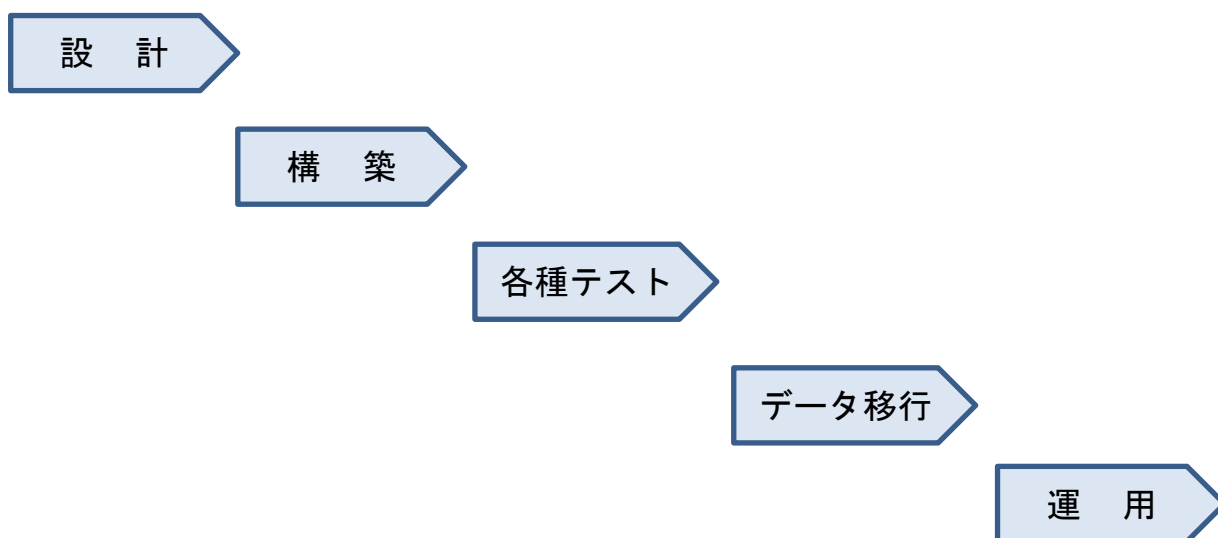 設　計
構　築
各種テスト
データ移行
運　用